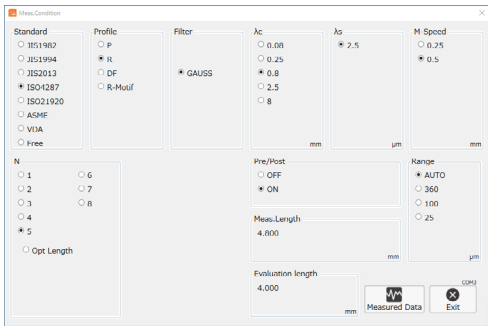 Meas.Condition
Standard
JIS1982
JIS1994
JIS2013
ISO4287
ISO21920
ASME
VDA
Free
Profile
P
R
DF
R-Motif
Filter
GAUSS
λc
0.08
0.25
0.8
2.5
8
mm
λs
2.5
μm
M-Speed
0.25
0.5
mm
N
1
2
3
4
5
6
7
8
Opt Length
Pre/Post
OFF
ON
Range
AUTO
360
100
25
μm
Meas.Length
4.800
mm
Evaluation length
4.000
mm
Measured Data
COM3
Exit